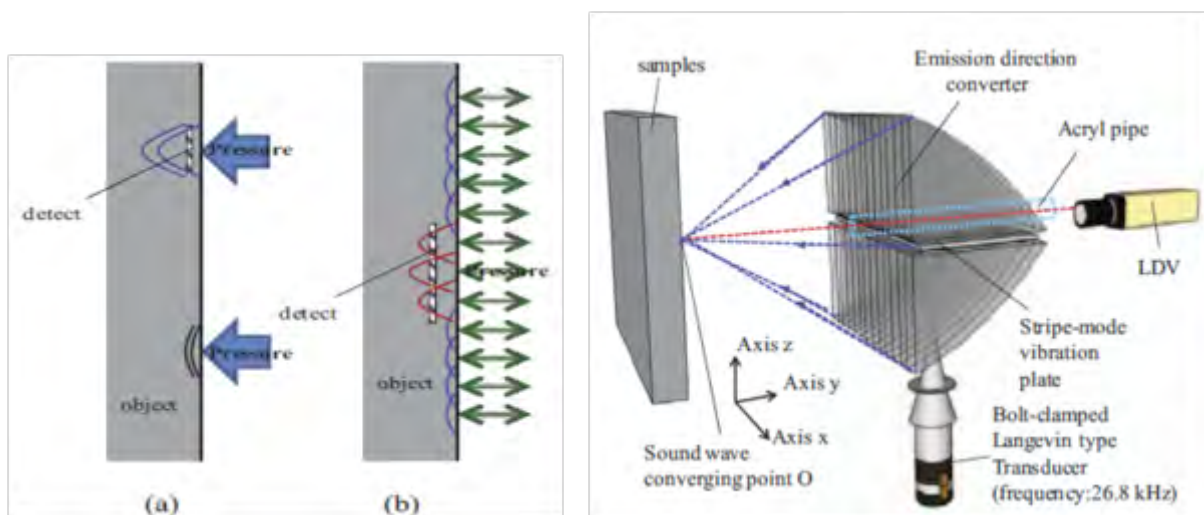 Pressure
detect
Pressure
object
(a)
detect
Pressure
object
(b)
samples
Emission direction
converter
Acryl pipe
LDV
Stripe-mode
vibration
plate
Axis z
Axis y
Axis x
Sound wave
converging point O
Bolt-clamped
Langevin type
Transducer
(frequency:26.8 kHz)